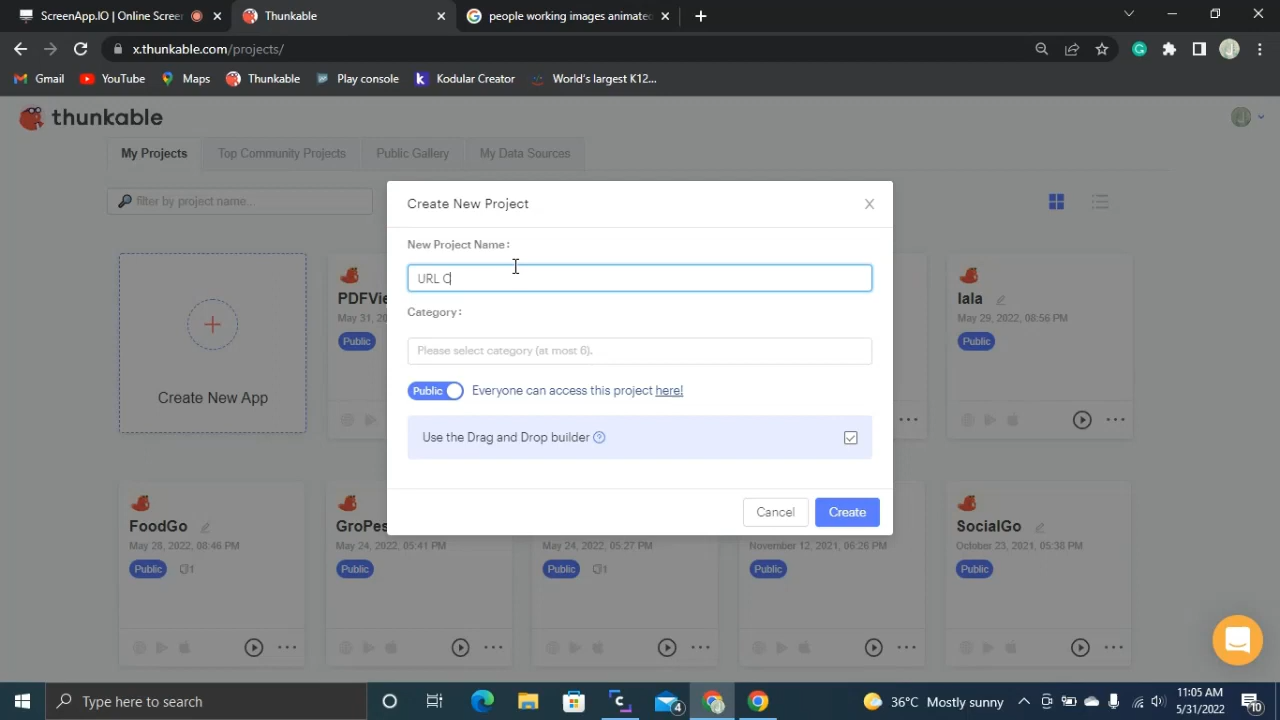 ScreenApp.IO | Online Screen
Thunkable
people working images animated
x.thunkable.com/projects/
Gmail
YouTube
Maps
Thunkable
Play console
Kodular Creator
World's largest K12...
thunkable
My Projects
Top Community Projects
Public Gallery
My Data Sources
filter by project name...
Create New Project
New Project Name:
URL C
Category:
Please select category (at most 6).
Public
Everyone can access this project here!
Use the Drag and Drop builder
Cancel
Create
Create New App
PDFVie
May 31, 20
Public
lala
May 29, 2022, 08:56 PM
Public
FoodGo
May 28, 2022, 08:46 PM
Public
1
GroPes
May 24, 2022, 05:41 PM
Public
May 24, 2022, 05:27 PM
Public
1
November 12, 2021, 06:26 PM
Public
SocialGo
October 23, 2021, 05:38 PM
Public
Type here to search
4
36°C Mostly sunny
11:05 AM
5/31/2022
10